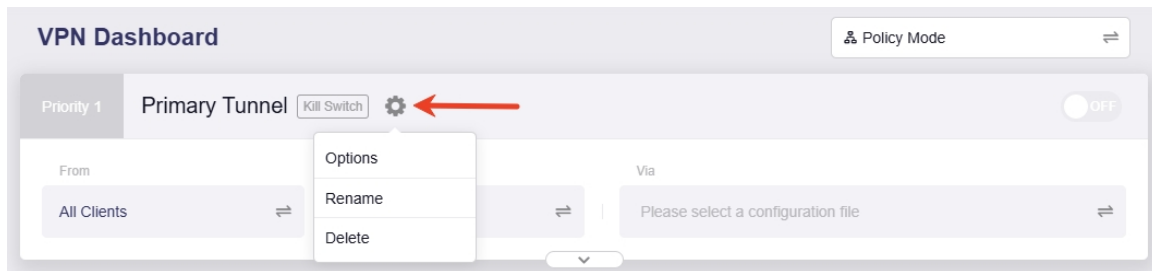 VPN Dashboard
Policy Mode
Priority 1
Primary Tunnel Kill Switch
OFF
Options
Rename
Delete
From
All Clients
Via
Please select a configuration file